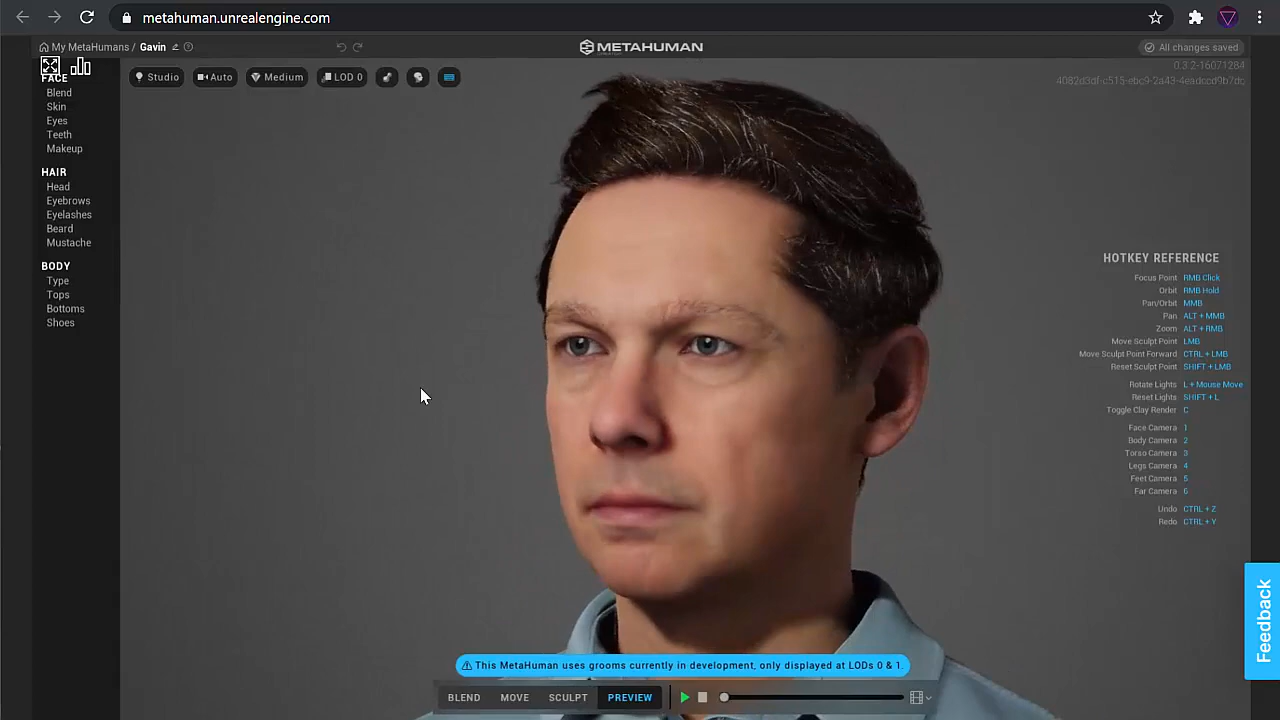 metahuman.unrealengine.com
My MetaHumans / Gavin
METAHUMAN
All changes saved
0.3.2-16071284
FACE
Blend
Skin
Eyes
Teeth
Makeup
HAIR
Head
Eyebrows
Eyelashes
Beard
Mustache
BODY
Type
Tops
Bottoms
Shoes
Studio
Auto
Medium
LOD 0
HOTKEY REFERENCE
Focus Point RMB Click
Orbit RMB Hold
Pan/Orbit MMB
Pan ALT + MMB
Zoom ALT + RMB
Move Sculpt Point LMB
Move Sculpt Point Forward CTRL + LMB
Reset Sculpt Point SHIFT + LMB
Rotate Lights L + Mouse Move
Reset Lights SHIFT + L
Toggle Clay Render C
Face Camera 1
Body Camera 2
Torso Camera 3
Legs Camera 4
Feet Camera 5
Far Camera 6
Undo CTRL + Z
Redo CTRL + Y
Feedback
This MetaHuman uses grooms currently in development, only displayed at LODs 0 & 1.
BLEND
MOVE
SCULPT
PREVIEW